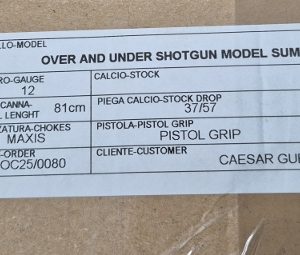 LLO-MODEL
OVER AND UNDER SHOTGUN MODEL SUM
RO-GAUGE
12
CALCIO-STOCK
CANNA-
L LENGHT
81cm
PIEGA CALCIO-STOCK DROP
37/57
ZATURA-CHOKES
MAXIS
PISTOLA-PISTOL GRIP
PISTOL GRIP
-ORDER
OC25/0080
CLIENTE-CUSTOMER
CAESAR GU